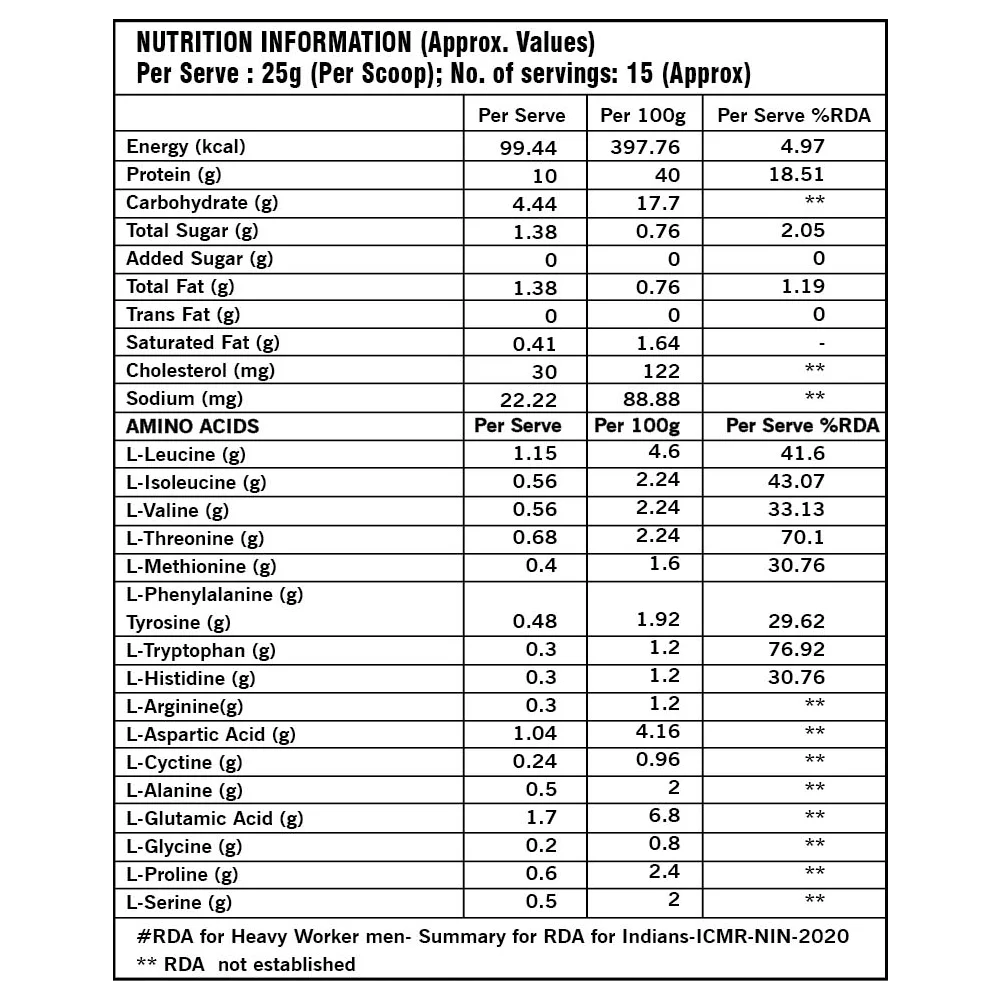 NUTRITION INFORMATION (Approx. Values)
Per Serve : 25g (Per Scoop); No. of servings: 15 (Approx)
Per Serve Per 100g Per Serve %RDA
Energy (kcal) 99.44 397.76 4.97
Protein (g) 10 40 18.51
Carbohydrate (g) 4.44 17.7 **
Total Sugar (g) 1.38 0.76 2.05
Added Sugar (g) 0 0 0
Total Fat (g) 1.38 0.76 1.19
Trans Fat (g) 0 0 0
Saturated Fat (g) 0.41 1.64 -
Cholesterol (mg) 30 122 **
Sodium (mg) 22.22 88.88 **
AMINO ACIDS Per Serve Per 100g Per Serve %RDA
L-Leucine (g) 1.15 4.6 41.6
L-Isoleucine (g) 0.56 2.24 43.07
L-Valine (g) 0.56 2.24 33.13
L-Threonine (g) 0.68 2.24 70.1
L-Methionine (g) 0.4 1.6 30.76
L-Phenylalanine (g)
Tyrosine (g) 0.48 1.92 29.62
L-Tryptophan (g) 0.3 1.2 76.92
L-Histidine (g) 0.3 1.2 30.76
L-Arginine(g) 0.3 1.2 **
L-Aspartic Acid (g) 1.04 4.16 **
L-Cyctine (g) 0.24 0.96 **
L-Alanine (g) 0.5 2 **
L-Glutamic Acid (g) 1.7 6.8 **
L-Glycine (g) 0.2 0.8 **
L-Proline (g) 0.6 2.4 **
L-Serine (g) 0.5 2 **
#RDA for Heavy Worker men- Summary for RDA for Indians-ICMR-NIN-2020
** RDA not established